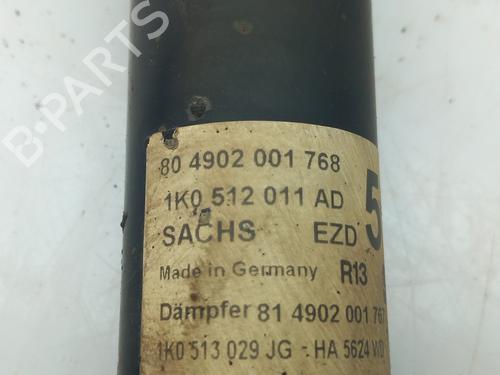 B-PARTS
80 4902 001 768
1K0 512 011 AD
5
SACHS EZD
Made in Germany R13
Dämpfer 81 4902 001 767
1K0 513 029 JG - HA 5624